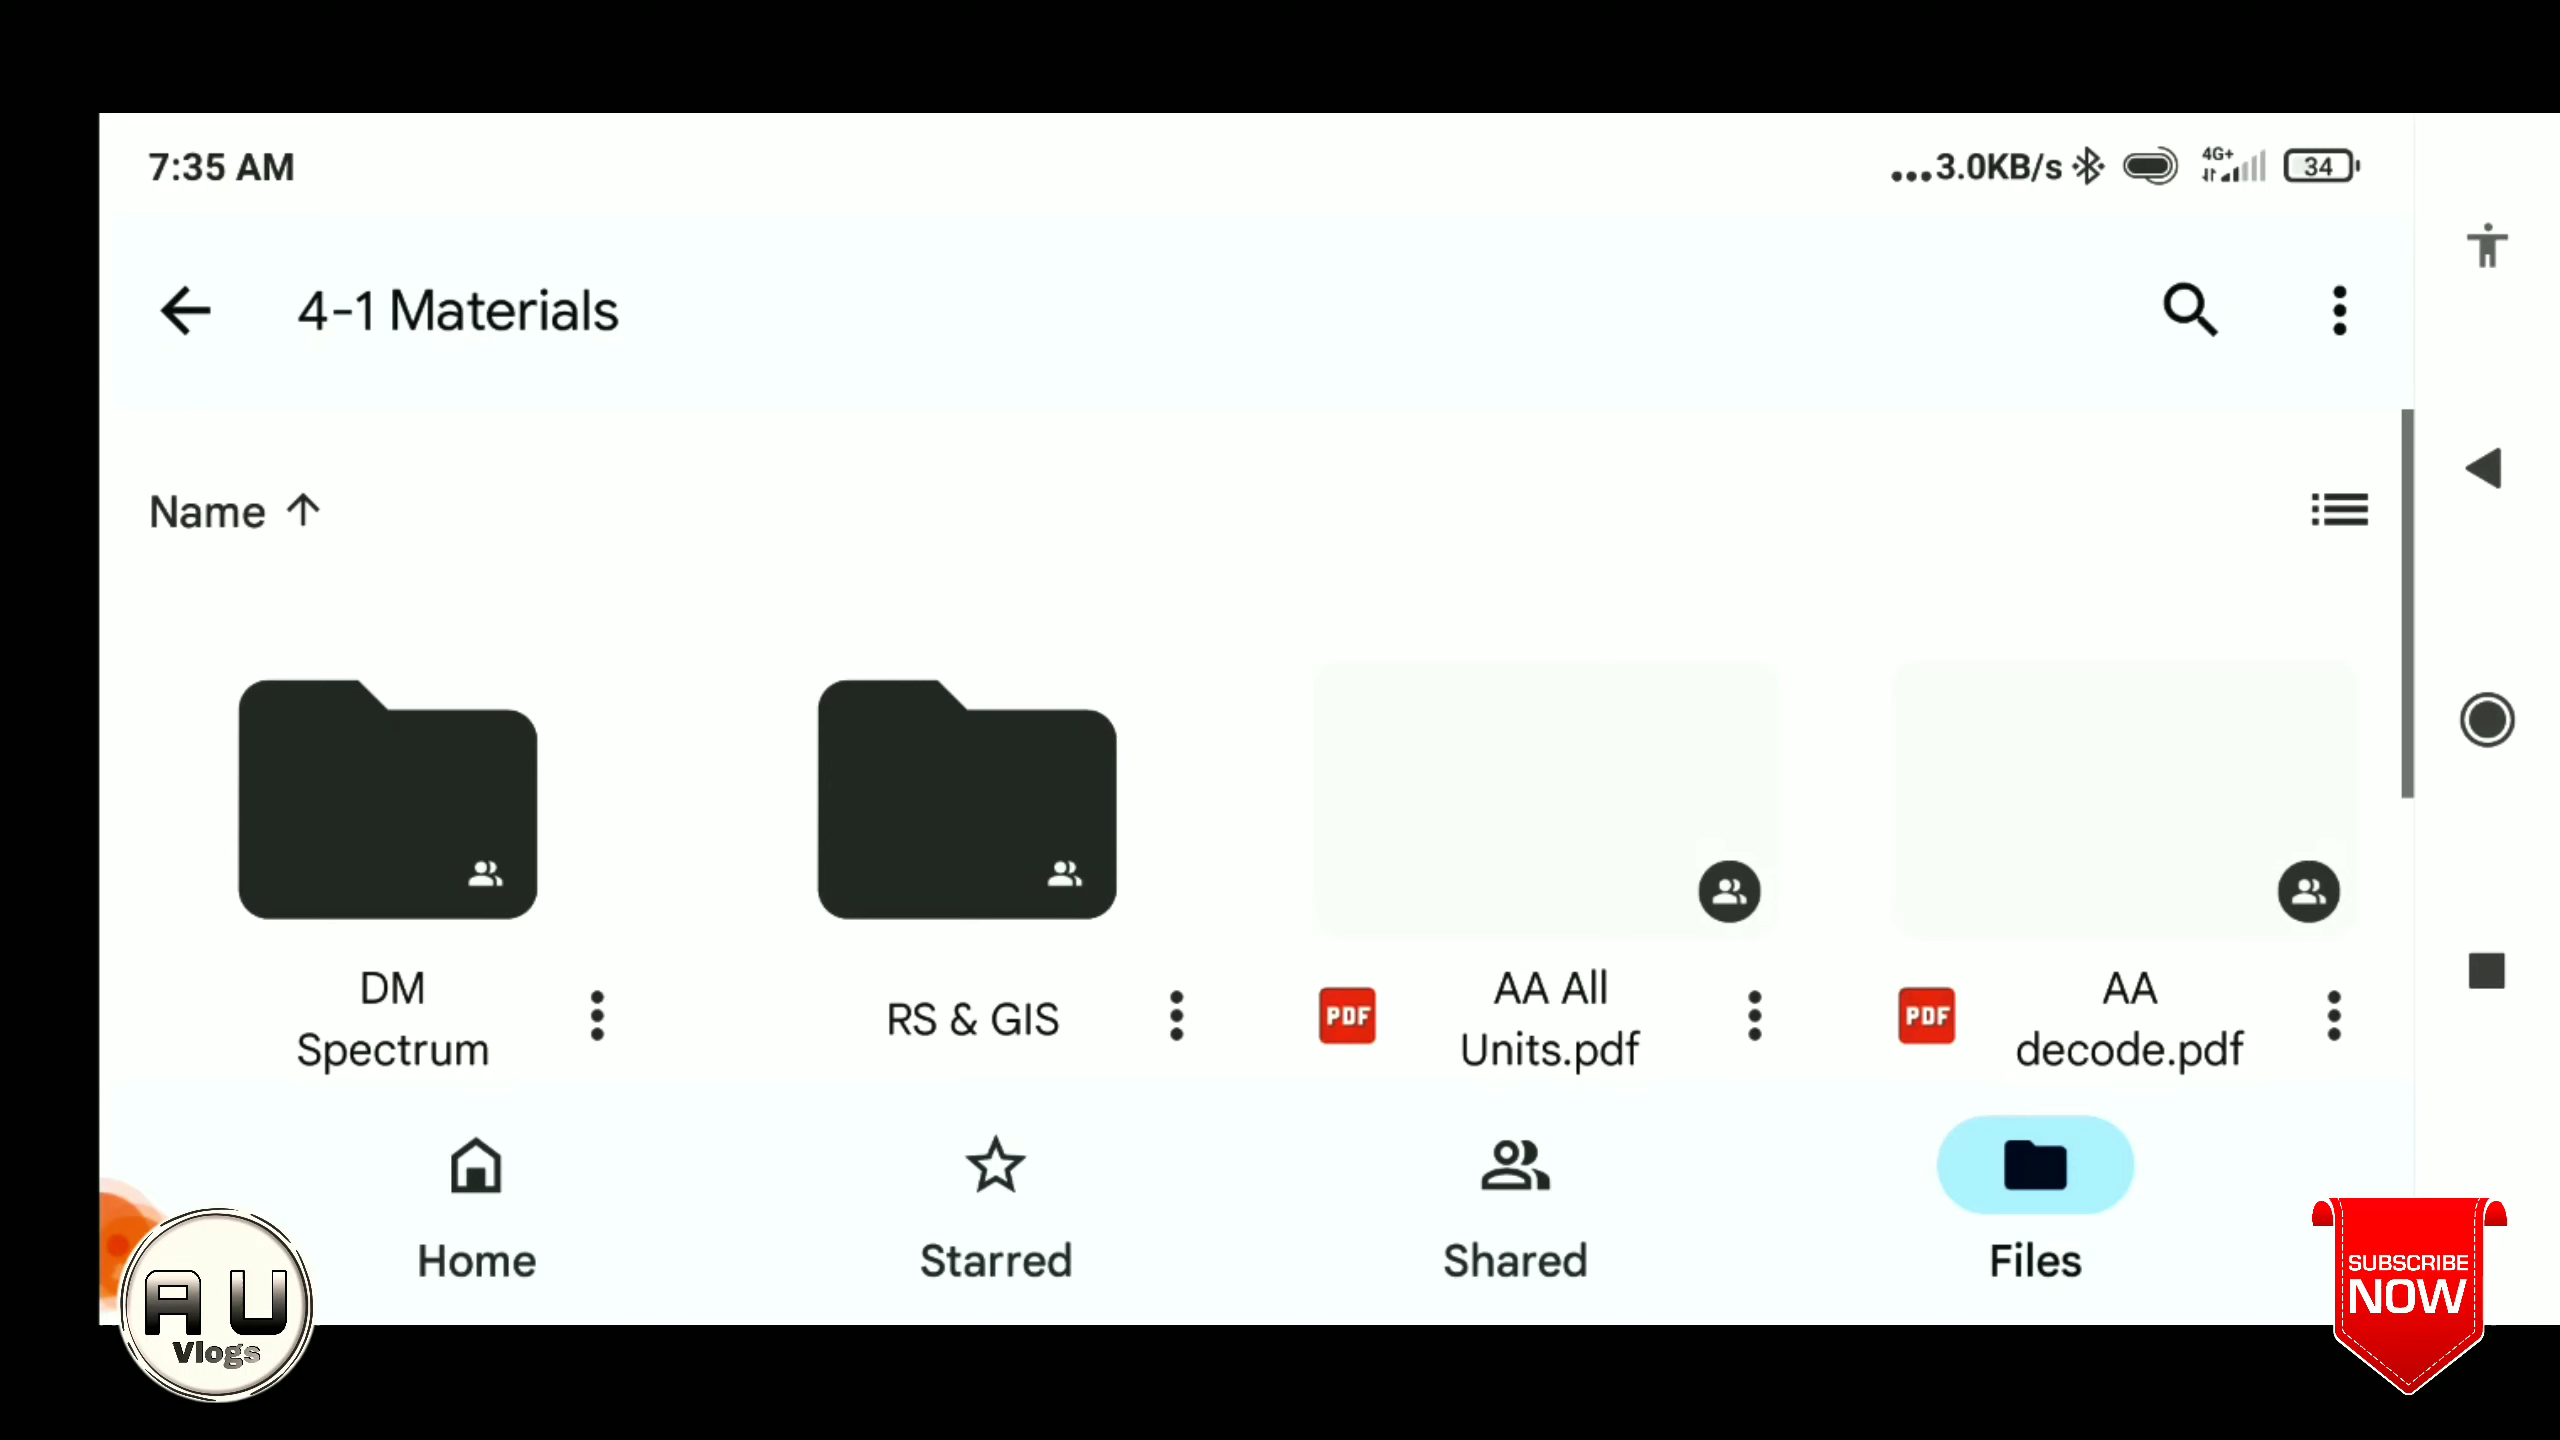 7:35 AM
...3.0KB/s 4G+ 34
4-1 Materials
Name
DM
Spectrum
RS & GIS
PDF
AA All
Units.pdf
PDF
AA
decode.pdf
Home
Starred
Shared
Files
A U
Vlogs
SUBSCRIBE
NOW